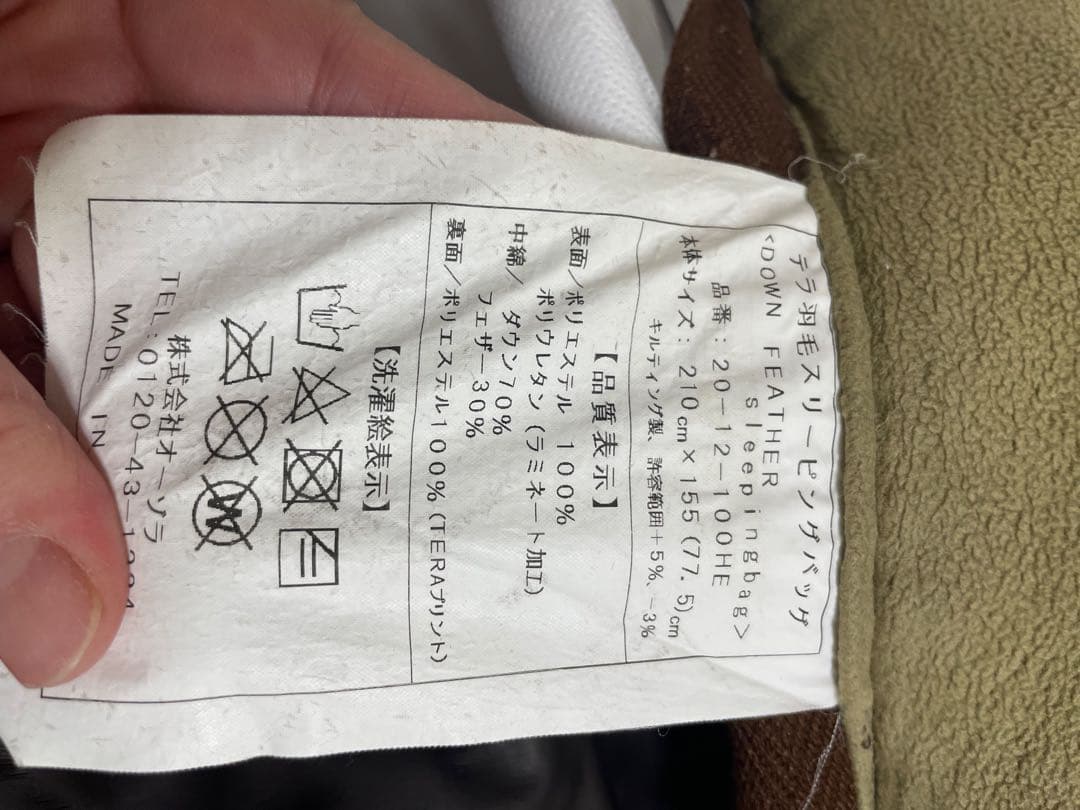 テラ羽毛スリーピングバッグ
<DOWN FEATHER
sleepingbag>
品番：20－12－100HE
本体サイズ：210cm×155(77.5)cm
キルティング製、許容範囲＋5％、－3％
【品質表示】
表面／ポリエステル 100％
ポリウレタン（ラミネート加工）
中綿／ ダウン70％
フェザー30％
裏面／ポリエステル100％（TERAプリント）
【洗濯絵表示】
W
株式会社オーソラ
TEL：0120－43－
MADE IN